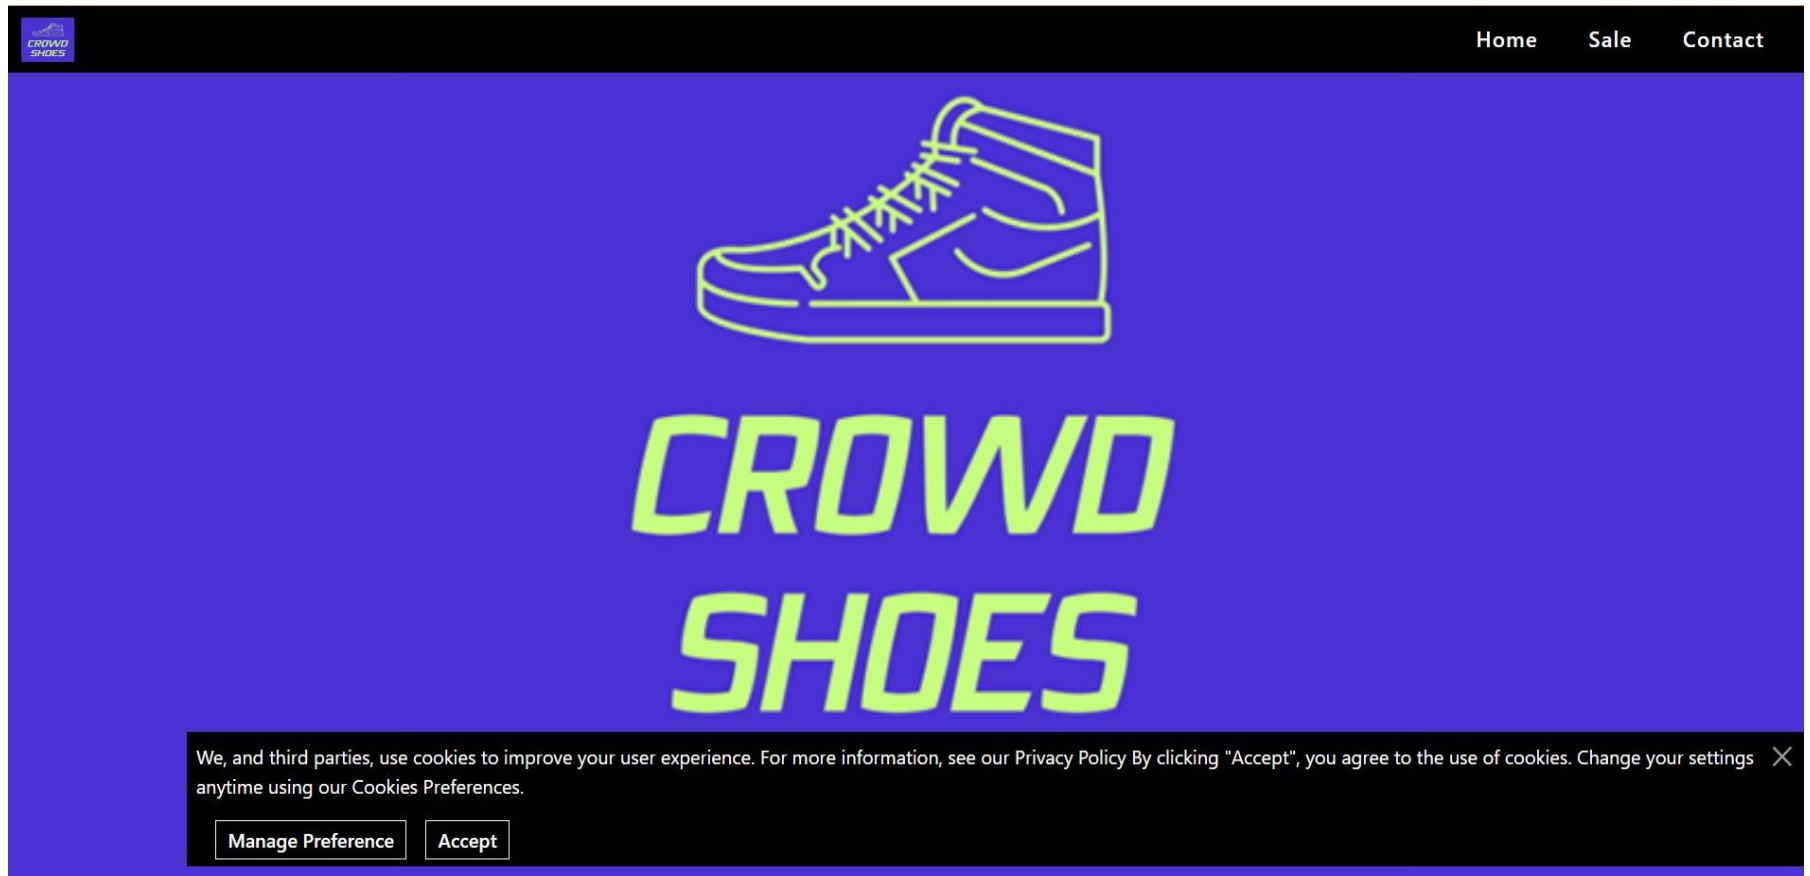 CROWD
SHOES
Home Sale Contact
CROWD
SHOES
We, and third parties, use cookies to improve your user experience. For more information, see our Privacy Policy By clicking "Accept", you agree to the use of cookies. Change your settings
anytime using our Cookies Preferences.
Manage Preference Accept